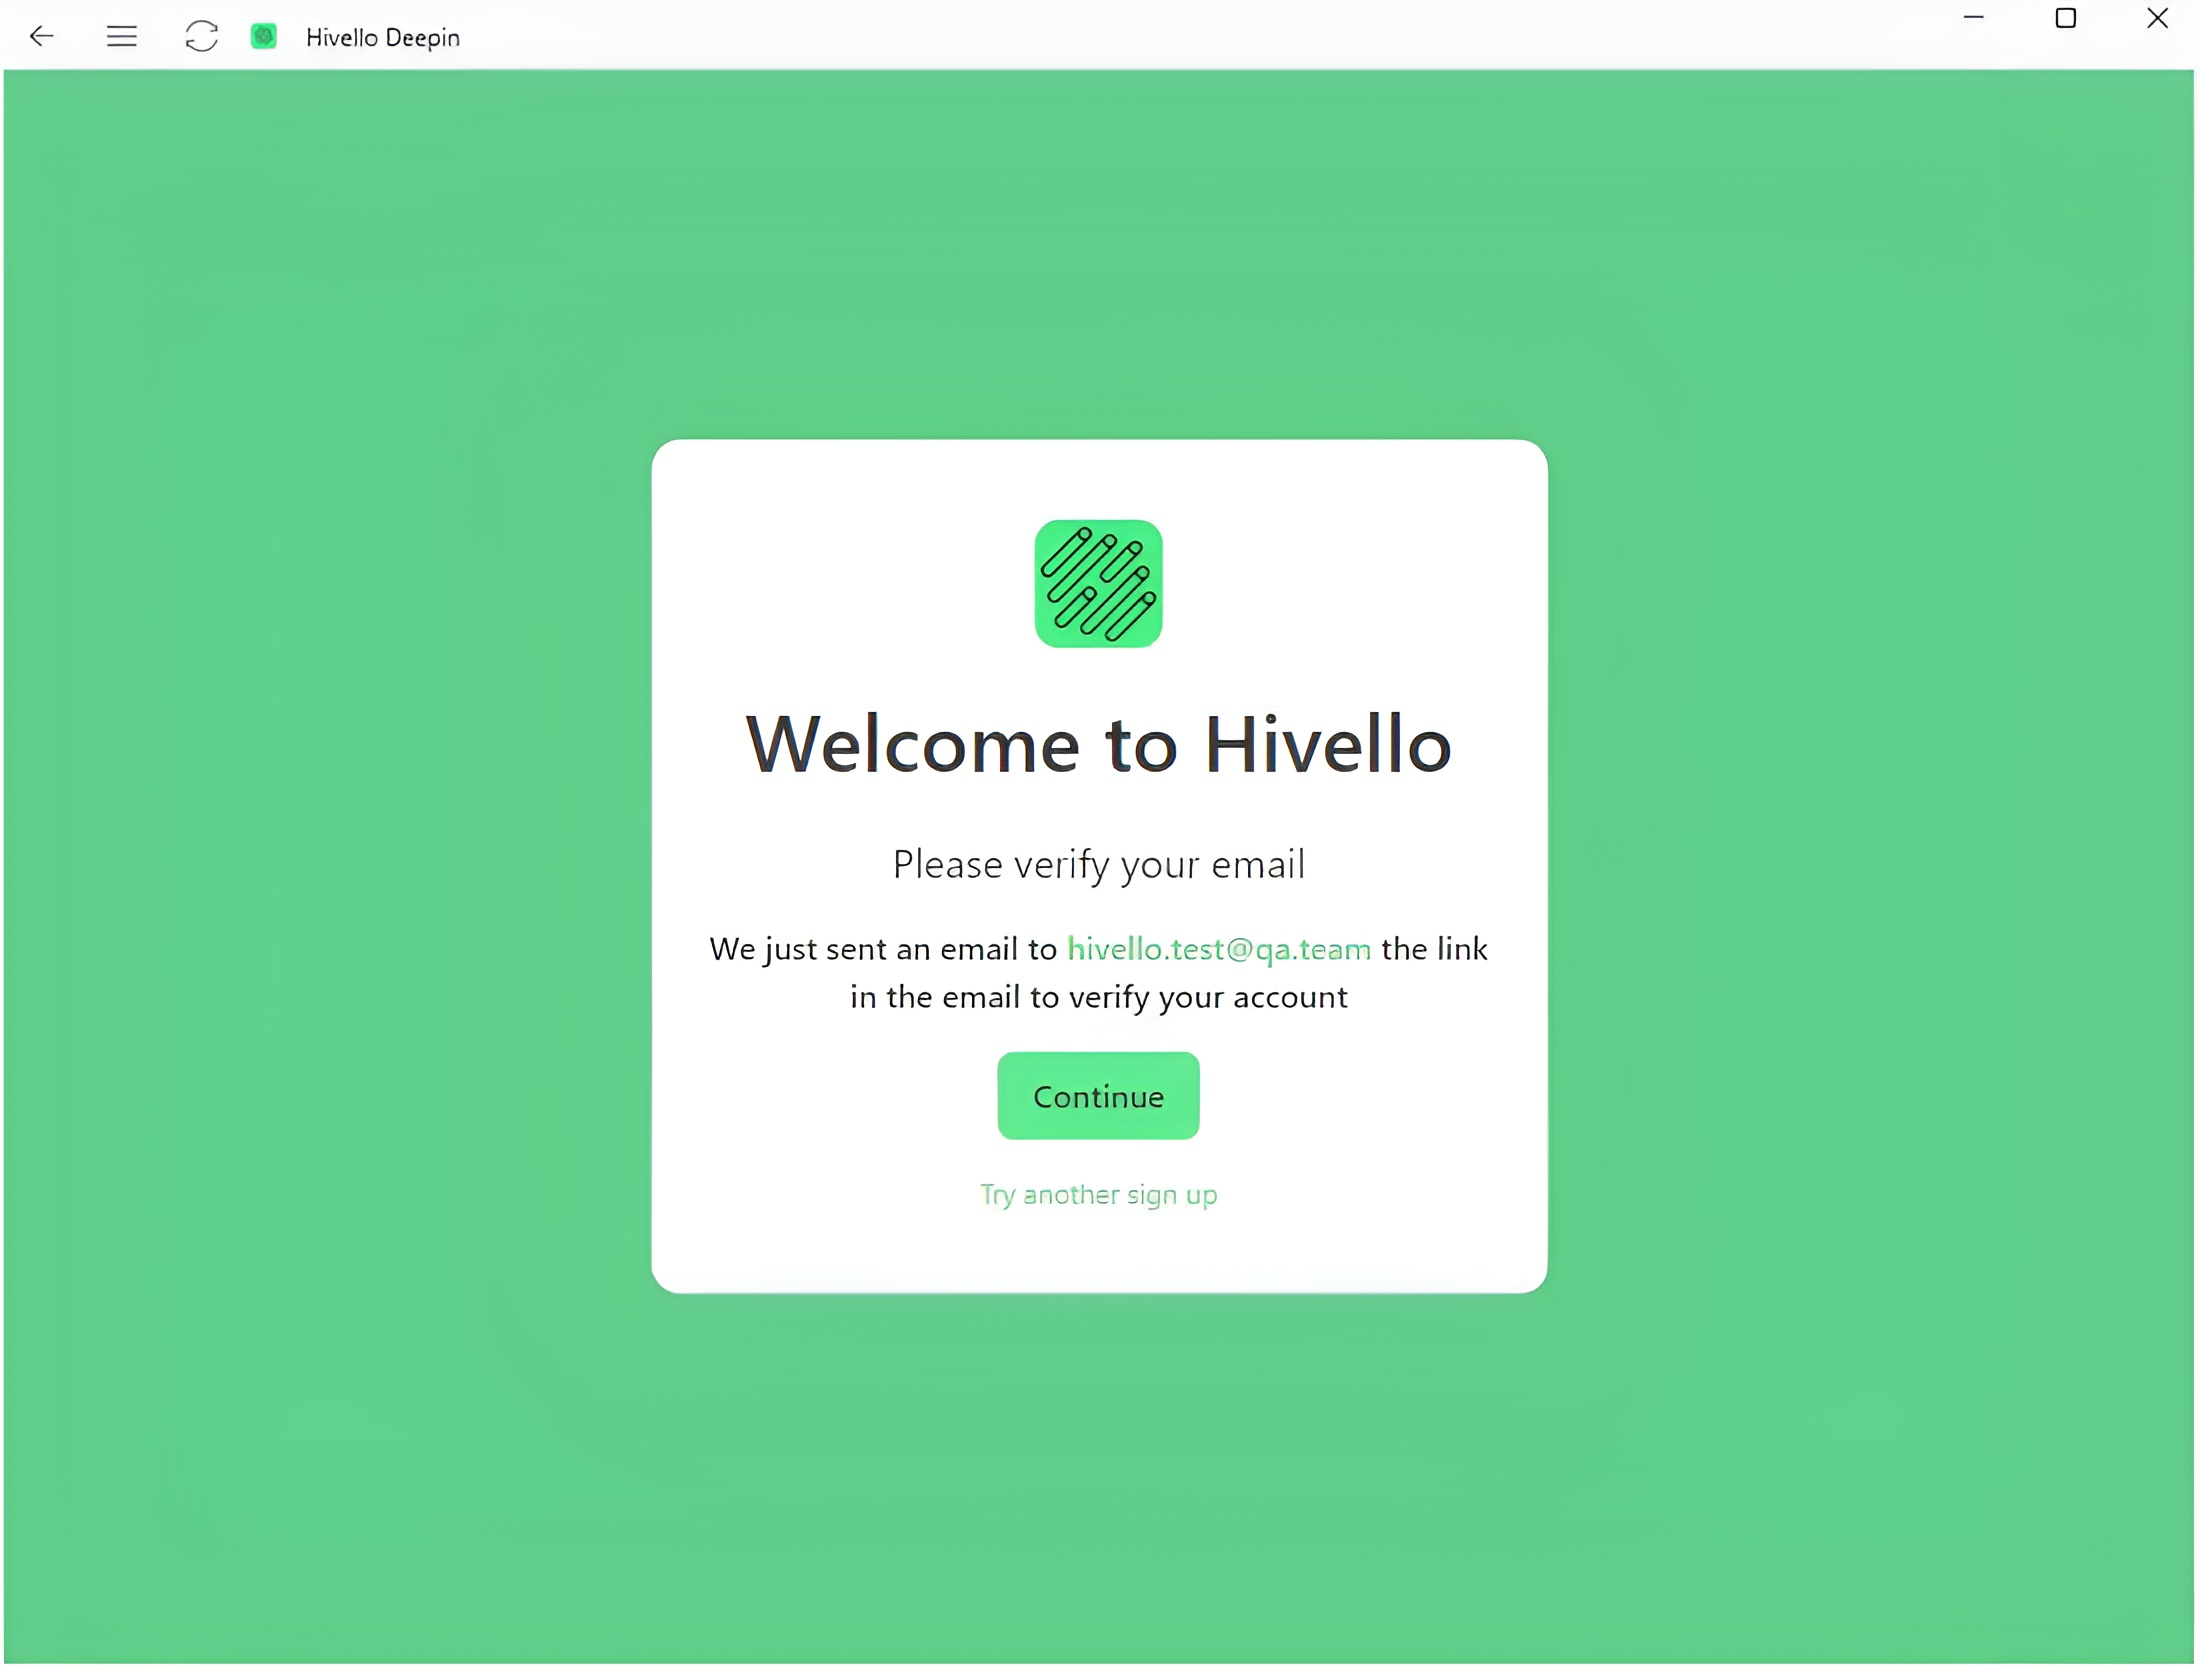 Hivello Deepin
Welcome to Hivello
Please verify your email
We just sent an email to hivello.test@qa.team the link
in the email to verify your account
Continue
Try another sign up